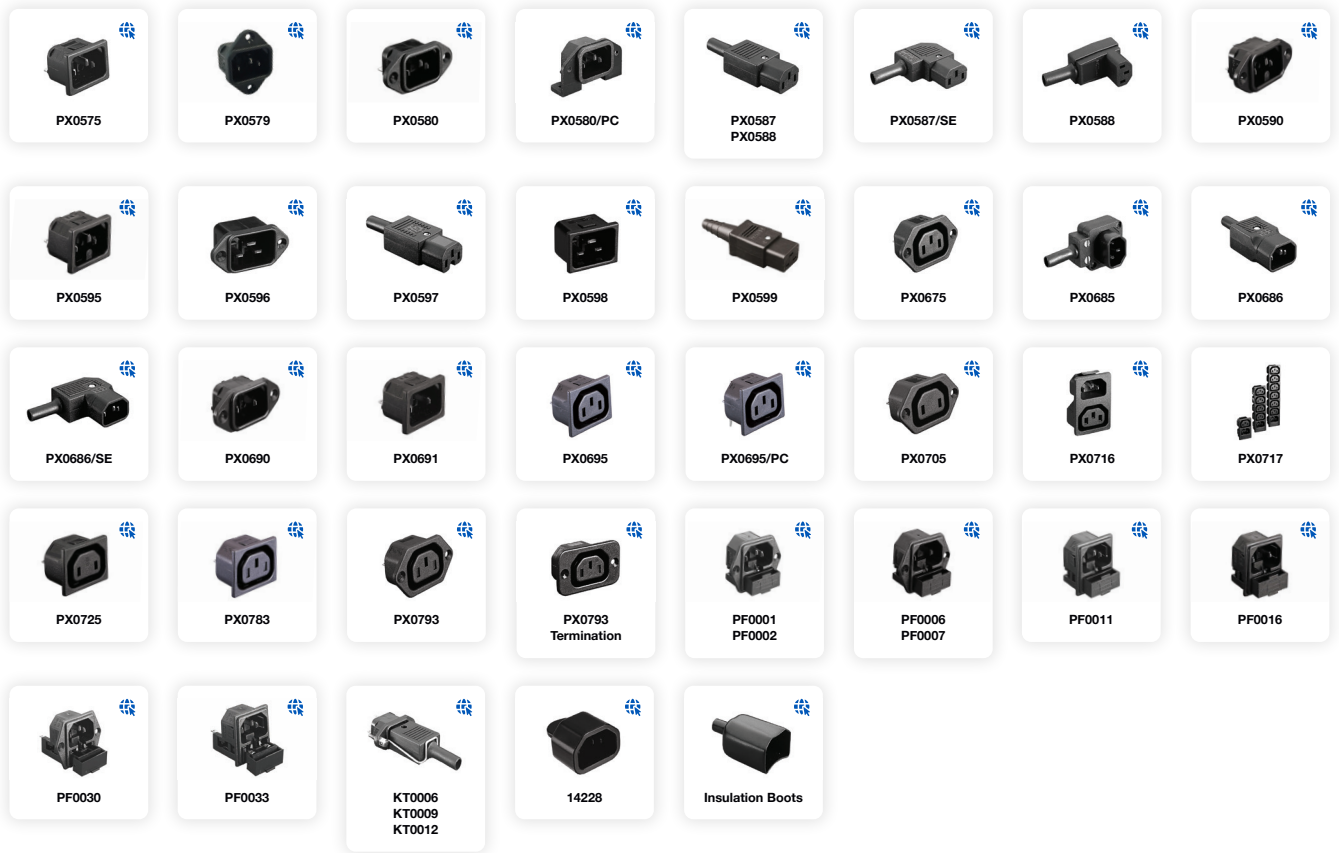 PX0575
PX0579
PX0580
PX0580/PC
PX0587
PX0588
PX0587/SE
PX0588
PX0590
PX0595
PX0596
PX0597
PX0598
PX0599
PX0675
PX0685
PX0686
PX0686/SE
PX0690
PX0691
PX0695
PX0695/PC
PX0705
PX0716
PX0717
PX0725
PX0783
PX0793
PX0793
Termination
PF0001
PF0002
PF0006
PF0007
PF0011
PF0016
PF0030
PF0033
KT0006
KT0009
KT0012
14228
Insulation Boots